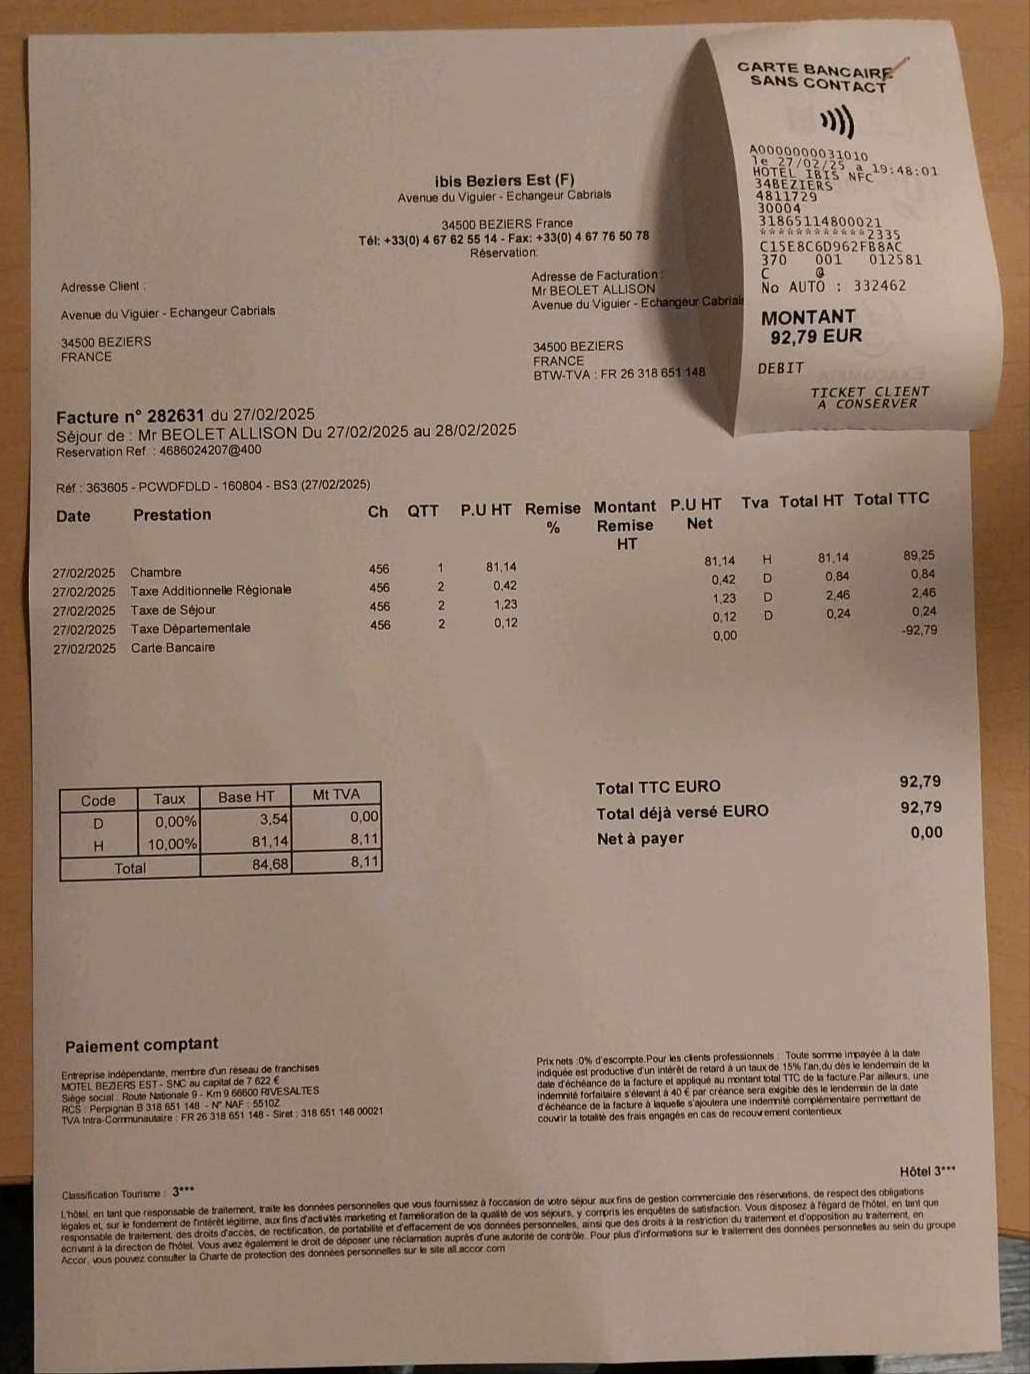 CARTE BANCAIRE
SANS CONTACT
A0000000031010
le 27/02/25 a 19:48:01
HOTEL IBIS NFC
34BEZIERS
4811729
30004
31865114800021
************2335
C15E8C6D962FB8AC
370 001 012581
C @
No AUTO : 332462
MONTANT
92,79 EUR
DEBIT
TICKET CLIENT
A CONSERVER
ibis Beziers Est (F)
Avenue du Viguier - Echangeur Cabrials
34500 BEZIERS France
Tél: +33(0) 4 67 62 55 14 - Fax: +33(0) 4 67 76 50 78
Réservation:
Adresse Client :
Avenue du Viguier - Echangeur Cabrials
34500 BEZIERS
FRANCE
Adresse de Facturation :
Mr BEOLET ALLISON
Avenue du Viguier - Echangeur Cabrials
34500 BEZIERS
FRANCE
BTW-TVA : FR 26 318 651 148
Facture n° 282631 du 27/02/2025
Séjour de : Mr BEOLET ALLISON Du 27/02/2025 au 28/02/2025
Reservation Ref. : 4686024207@400
Réf : 363605 - PCWDFDLD - 160804 - BS3 (27/02/2025)
Date Prestation Ch QTT P.U HT Remise % Montant Remise HT P.U HT Net Tva Total HT Total TTC
27/02/2025 Chambre 456 1 81,14 81,14 H 81,14 89,25
27/02/2025 Taxe Additionnelle Régionale 456 2 0,42 0,42 D 0,84 0,84
27/02/2025 Taxe de Séjour 456 2 1,23 1,23 D 2,46 2,46
27/02/2025 Taxe Départementale 456 2 0,12 0,12 D 0,24 0,24
27/02/2025 Carte Bancaire 0,00 -92,79
Code Taux Base HT Mt TVA
D 0,00% 3,54 0,00
H 10,00% 81,14 8,11
Total 84,68 8,11
Total TTC EURO 92,79
Total déjà versé EURO 92,79
Net à payer 0,00
Paiement comptant
Entreprise indépendante, membre d'un réseau de franchises
MOTEL BEZIERS EST - SNC au capital de 7 622 €
Siège social : Route Nationale 9 - Km 9 66600 RIVESALTES
RCS : Perpignan B 318 651 148 - N° NAF : 5510Z
TVA Intra-Communautaire : FR 26 318 651 148 - Siret : 318 651 148 00021
Prix nets :0% d'escompte.Pour les clients professionnels : Toute somme impayée à la date
indiquée est productive d'un intérêt de retard à un taux de 15% l'an,du dès le lendemain de la
date d'échéance de la facture et appliqué au montant total TTC de la facture.Par ailleurs, une
indemnité forfaitaire s'élevant à 40 € par créance sera exigible dès le lendemain de la date
d'échéance de la facture à laquelle s'ajoutera une indemnité complémentaire permettant de
couvrir la totalité des frais engagés en cas de recouvrement contentieux
Hôtel 3***
Classification Tourisme : 3***
L'hôtel, en tant que responsable de traitement, traite les données personnelles que vous fournissez à l'occasion de votre séjour aux fins de gestion commerciale des réservations, de respect des obligations
légales et, sur le fondement de l'intérêt légitime, aux fins d'activités marketing et l'amélioration de la qualité de vos séjours, y compris les enquêtes de satisfaction. Vous disposez à l'égard de l'hôtel, en tant que
responsable de traitement, des droits d'accès, de rectification, de portabilité et d'effacement de vos données personnelles, ainsi que des droits à la restriction du traitement et d'opposition au traitement, en
écrivant à la direction de l'hôtel. Vous avez également le droit de déposer une réclamation auprès d'une autorité de contrôle. Pour plus d'informations sur le traitement des données personnelles au sein du groupe
Accor, vous pouvez consulter la Charte de protection des données personnelles sur le site all.accor.com